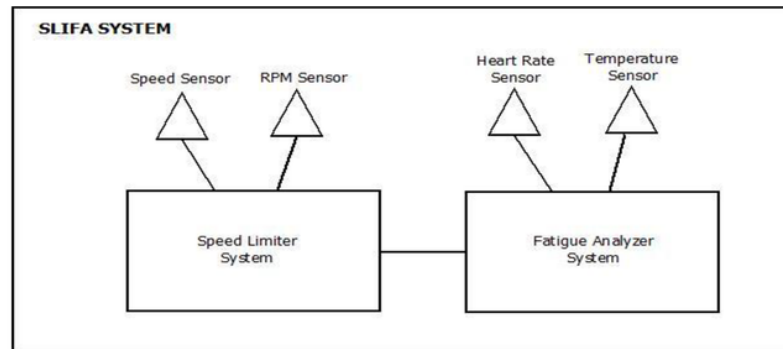 SLIFA SYSTEM
Speed Sensor
RPM Sensor
Heart Rate
Sensor
Temperature
Sensor
Speed Limiter
System
Fatigue Analyzer
System